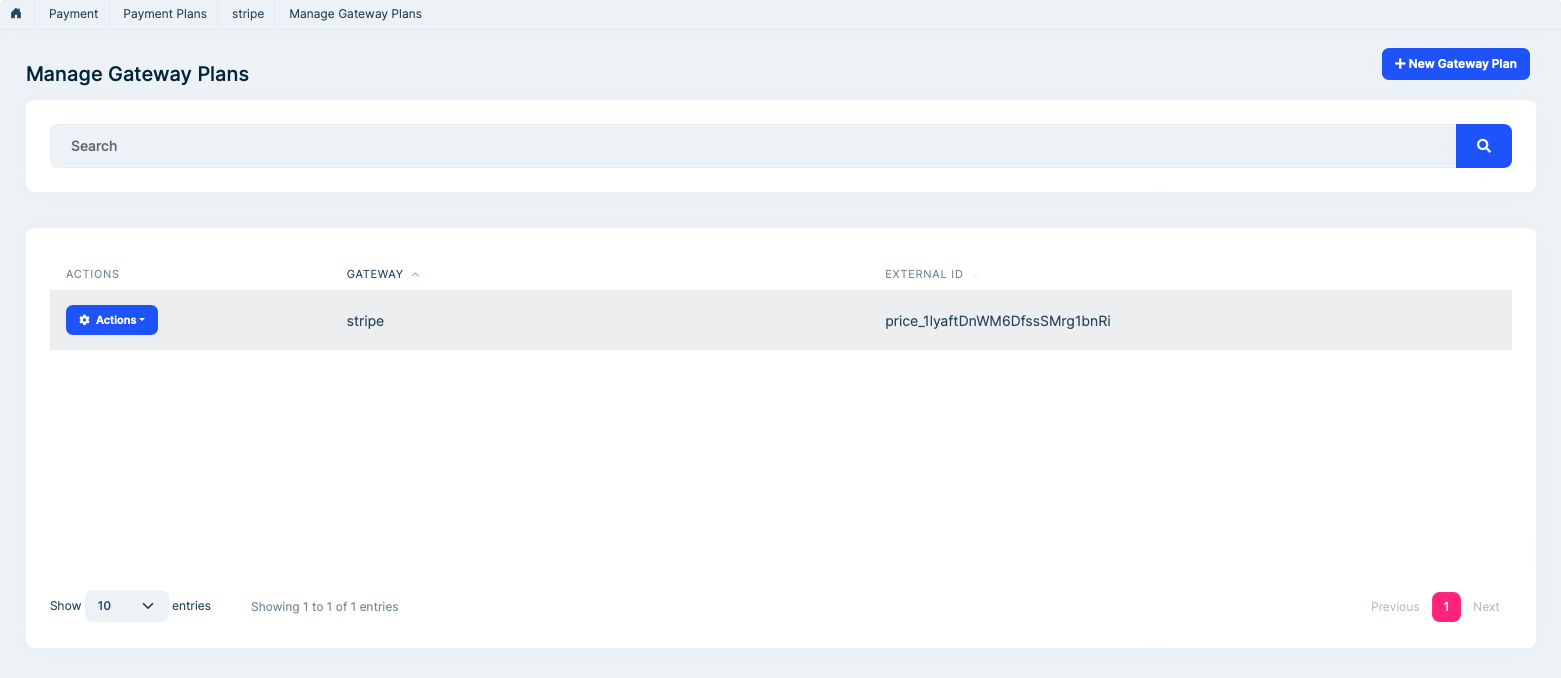 Payment Payment Plans stripe Manage Gateway Plans
Manage Gateway Plans
New Gateway Plan
Search
ACTIONS GATEWAY EXTERNAL ID
Actions stripe price_1IyaftDnWM6DfssSMrg1bnRi
Show 10 entries Showing 1 to 1 of 1 entries Previous 1 Next